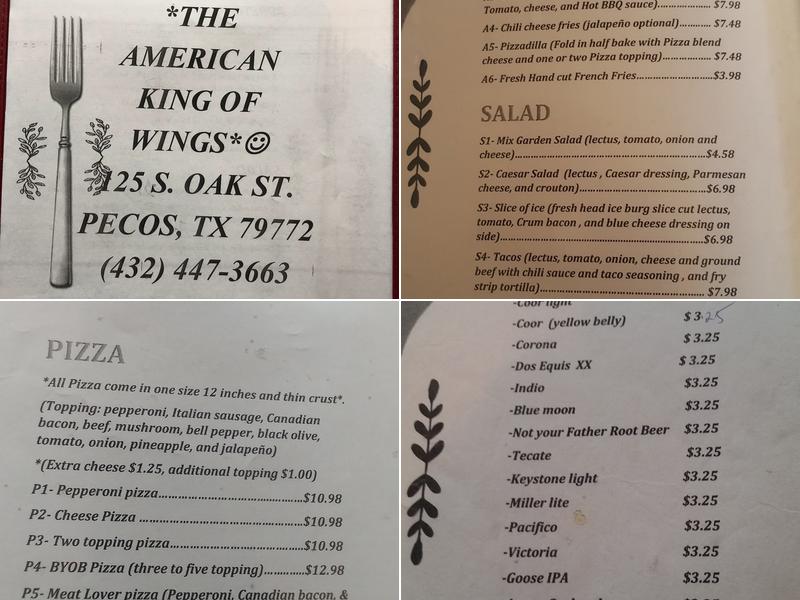 *THE
AMERICAN
KING OF
WINGS*☺
125 S. OAK ST.
PECOS, TX 79772
(432) 447-3663
Tomato, cheese, and Hot BBQ sauce)...... $7.98
A4- Chili cheese fries (jalapeño optional)........... $7.48
A5- Pizzadilla (Fold in half bake with Pizza blend
cheese and one or two Pizza topping)................. $7.48
A6- Fresh Hand cut French Fries..........................$3.98
SALAD
S1- Mix Garden Salad (lectus, tomato, onion and
cheese)................................................................$4.58
S2- Caesar Salad (lectus , Caesar dressing, Parmesan
cheese, and crouton)..........................................$6.98
S3- Slice of ice (fresh head ice burg slice cut lectus,
tomato, Crum bacon , and blue cheese dressing on
side)......................................................................$6.98
S4- Tacos (lectus, tomato, onion, cheese and ground
beef with chili sauce and taco seasoning , and fry
strip tortilla)....................................................... $7.98
PIZZA
*All Pizza come in one size 12 inches and thin crust*.
(Topping: pepperoni, Italian sausage, Canadian
bacon, beef, mushroom, bell pepper, black olive,
tomato, onion, pineapple, and jalapeño)
*(Extra cheese $1.25, additional topping $1.00)
P1- Pepperoni pizza......................................$10.98
P2- Cheese Pizza ..........................................$10.98
P3- Two topping pizza...................................$10.98
P4- BYOB Pizza (three to five topping)............$12.98
P5- Meat Lover pizza (Pepperoni, Canadian bacon, &
-Coor light
-Coor (yellow belly) $3.25
-Corona $ 3.25
-Dos Equis XX $ 3.25
-Indio $3.25
-Blue moon $3.25
-Not your Father Root Beer $3.25
-Tecate $3.25
-Keystone light $3.25
-Miller lite $3.25
-Pacifico $3.25
-Victoria $3.25
-Goose IPA $3.25